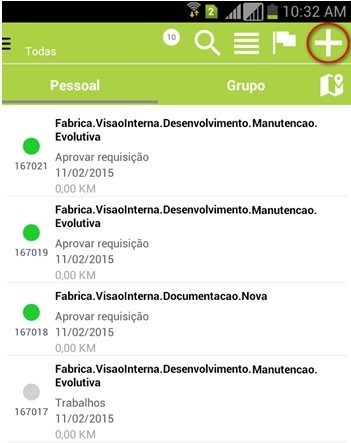 2 10:32 AM
Todas 10
Pessoal Grupo
Fabrica.VisaoInterna.Desenvolvimento.Manutencao.
Evolutiva
Aprovar requisição
167021
11/02/2015
0,00 KM
Fabrica.VisaoInterna.Desenvolvimento.Manutencao.
Evolutiva
Aprovar requisição
167019
11/02/2015
0,00 KM
Fabrica.VisaoInterna.Documentacao.Nova
Aprovar requisição
167018
11/02/2015
0,00 KM
Fabrica.VisaoInterna.Desenvolvimento.Manutencao.
Evolutiva
Trabalhos
167017
11/02/2015
0,00 KM